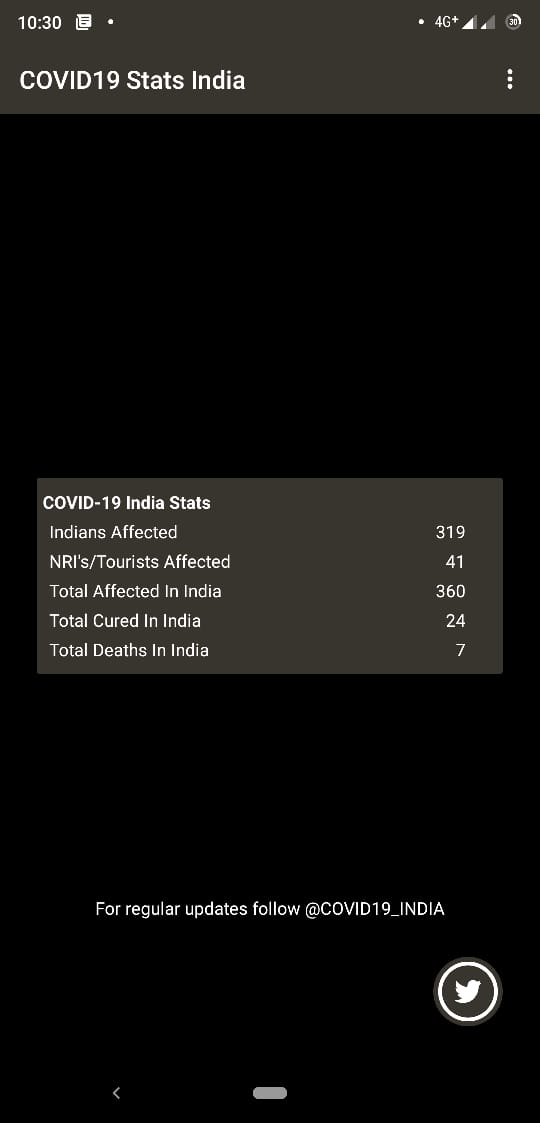 10:30 4G+ 30
COVID19 Stats India
COVID-19 India Stats
Indians Affected 319
NRI's/Tourists Affected 41
Total Affected In India 360
Total Cured In India 24
Total Deaths In India 7
For regular updates follow @COVID19_INDIA